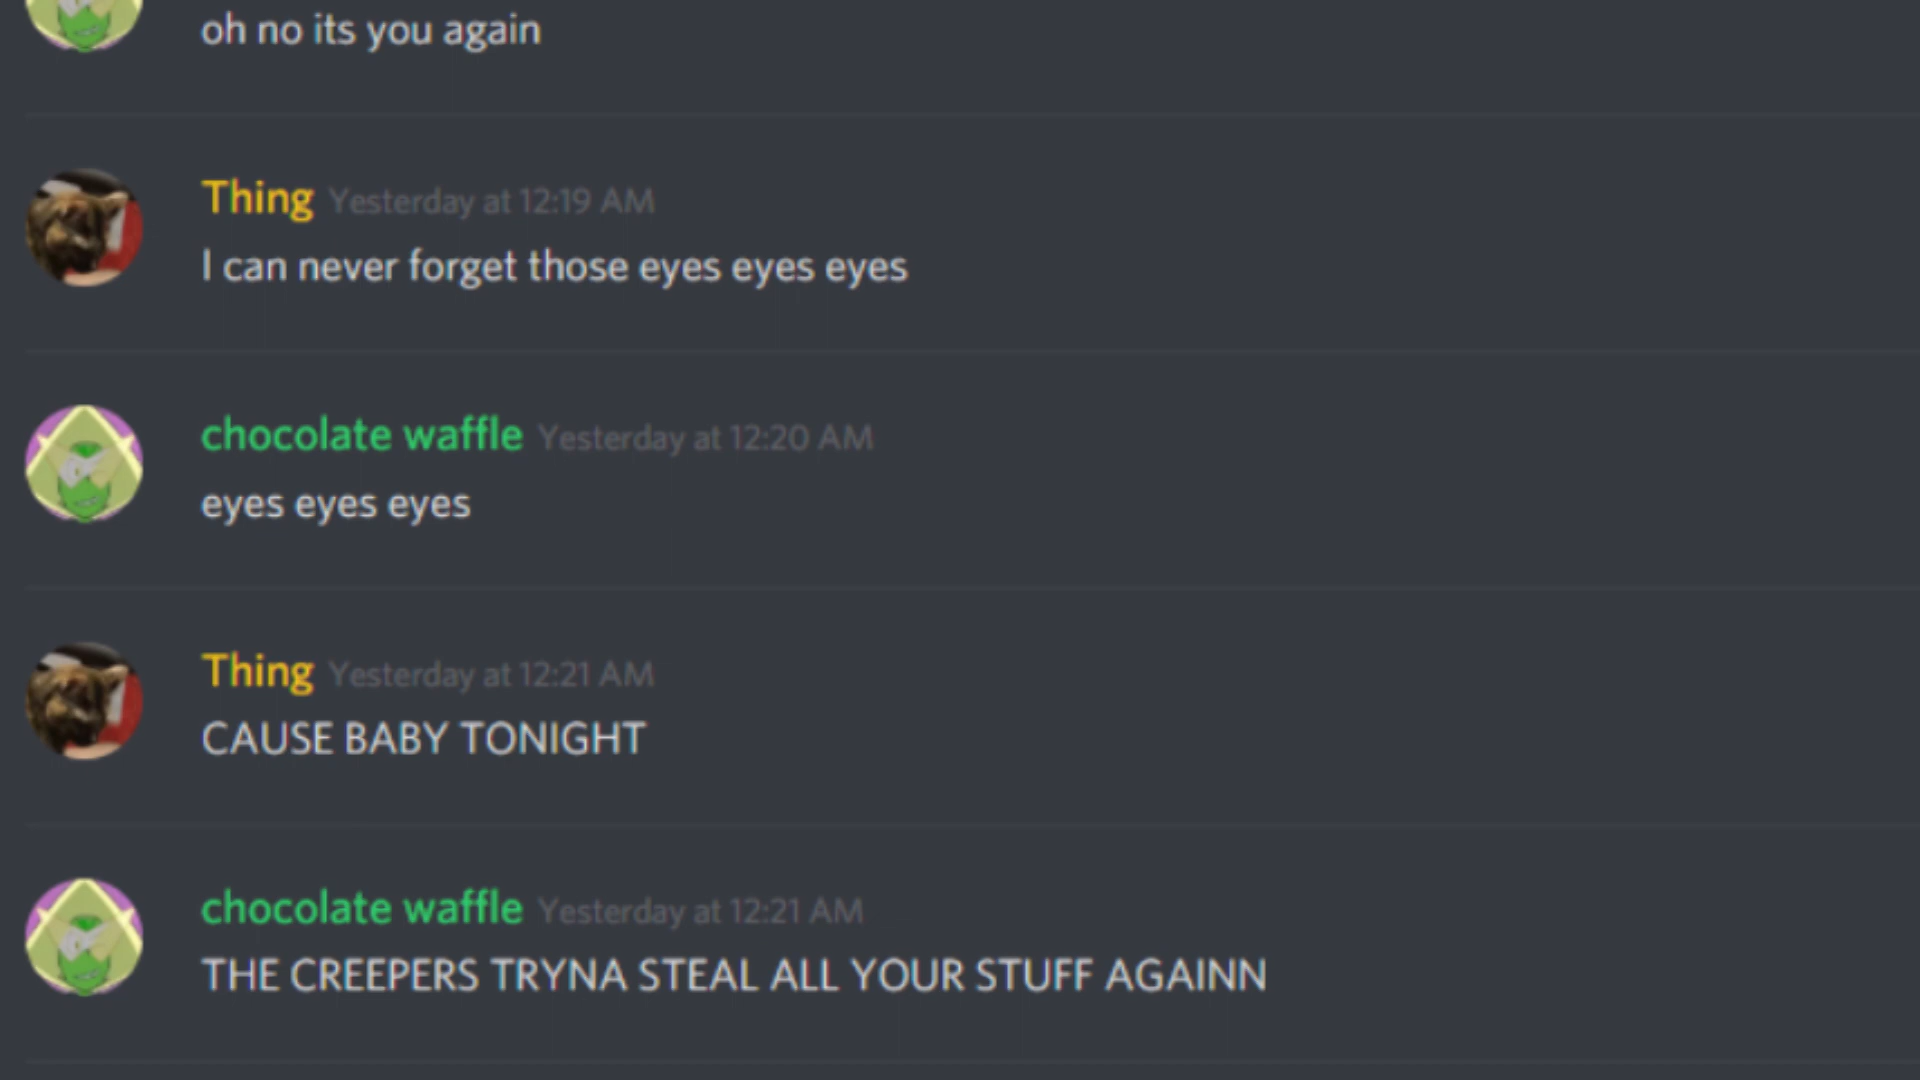 oh no its you again
Thing Yesterday at 12:19 AM
I can never forget those eyes eyes eyes
chocolate waffle Yesterday at 12:20 AM
eyes eyes eyes
Thing Yesterday at 12:21 AM
CAUSE BABY TONIGHT
chocolate waffle Yesterday at 12:21 AM
THE CREEPERS TRYNA STEAL ALL YOUR STUFF AGAINN